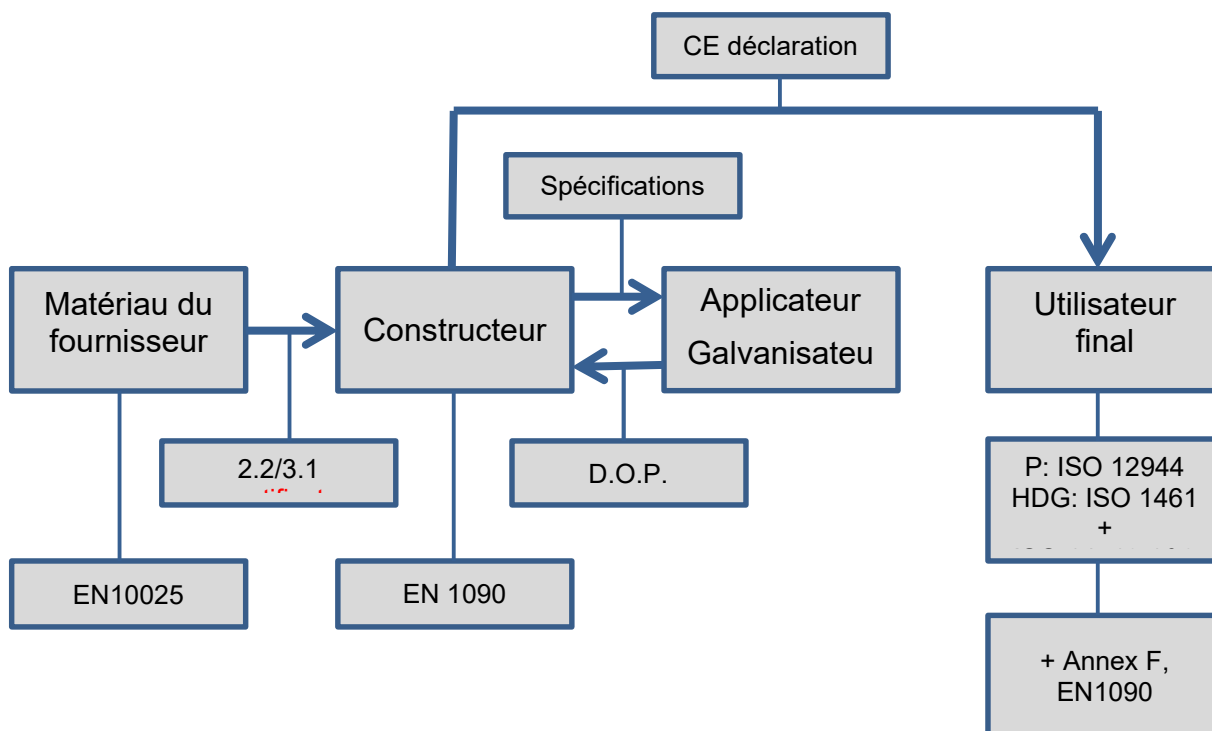 CE déclaration
Spécifications
Matériau du
fournisseur
Constructeur
Applicateur
Galvanisateu
Utilisateur
final
2.2/3.1
D.O.P.
P: ISO 12944
HDG: ISO 1461
+
EN10025
EN 1090
+ Annex F,
EN1090